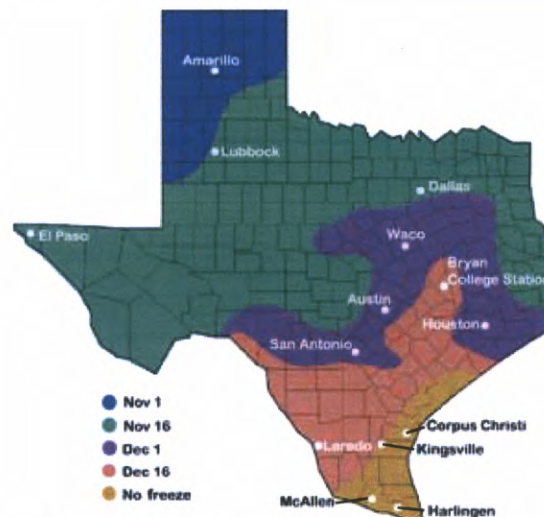 Amarillo
Lubbock
Dallas
El Paso
Waco
Bryan
College Station
Austin
Houston
San Antonio
Nov 1
Nov 16
Dec 1
Dec 16
No freeze
Corpus Christi
Laredo
Kingsville
McAllen
Harlingen